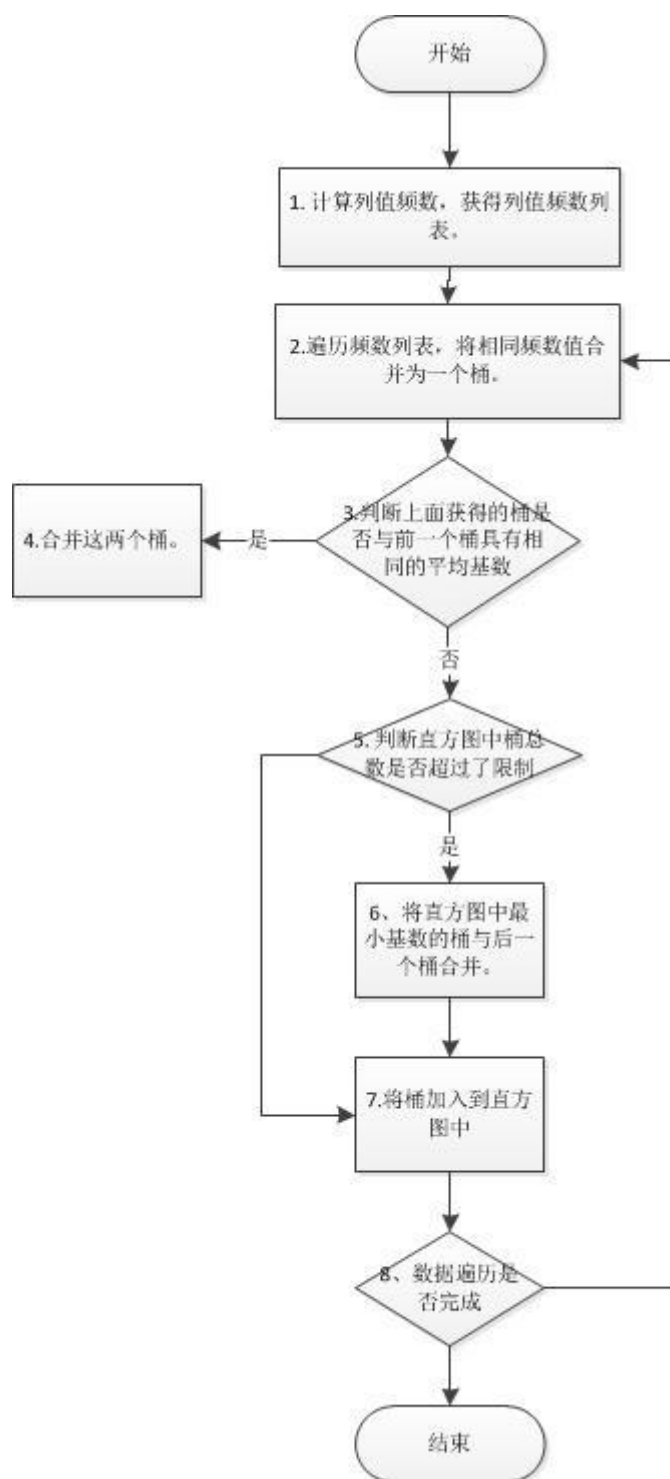 开始
1. 计算列值频数，获得列值频数列
表。
2.遍历频数列表，将相同频数值合
并为一个桶。
3.判断上面获得的桶是
否与前一个桶具有相
同的平均基数
是
4.合并这两个桶。
否
5. 判断直方图中桶总
数是否超过了限制
是
6、将直方图中最
小基数的桶与后一
个桶合并。
7.将桶加入到直方
图中
8、数据遍历是
否完成
结束